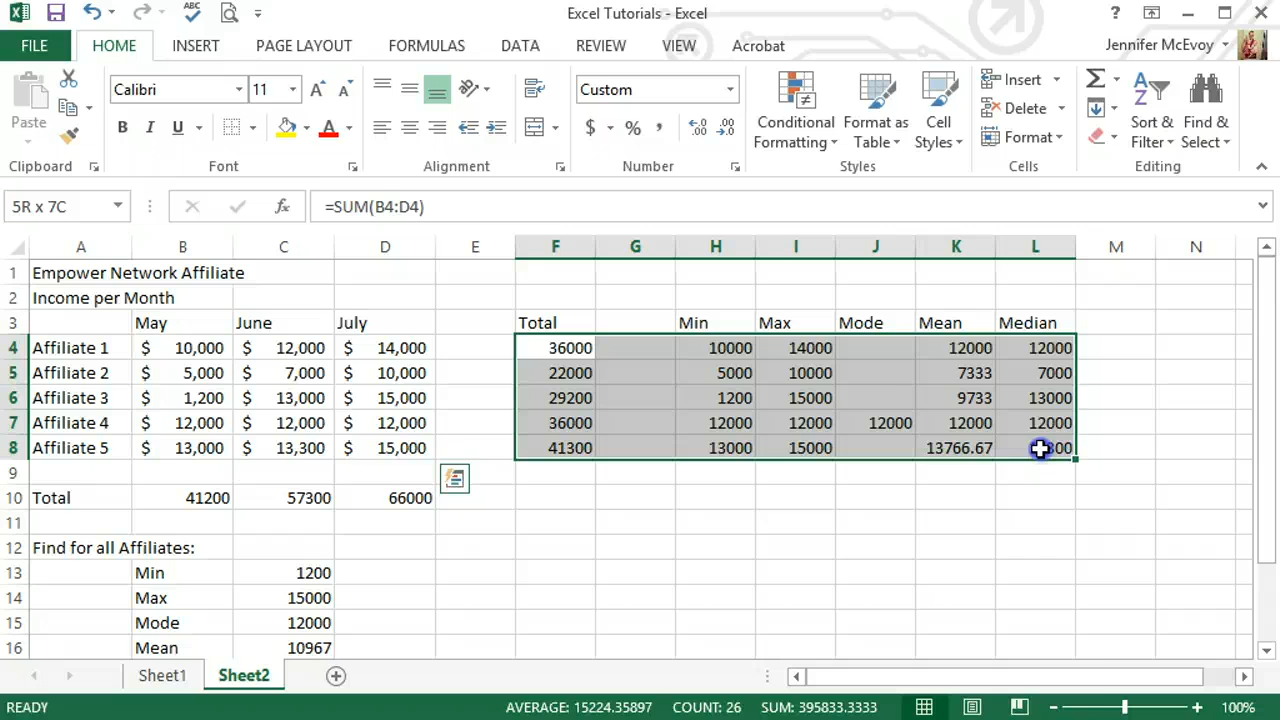 Excel Tutorials - Excel
?
FILE HOME INSERT PAGE LAYOUT FORMULAS DATA REVIEW VIEW Acrobat Jennifer McEvoy
Calibri 11 Custom Insert
Paste B I U A $ % , Conditional Formatting Format as Table Cell Styles Delete Sort & Filter Find & Select
Format
Clipboard Font Alignment Number Styles Cells Editing
5R x 7C fx =SUM(B4:D4)
A B C D E F G H I J K L M N
1 Empower Network Affiliate
2 Income per Month
3 May June July Total Min Max Mode Mean Median
4 Affiliate 1 $ 10,000 $ 12,000 $ 14,000 36000 10000 14000 12000 12000
5 Affiliate 2 $ 5,000 $ 7,000 $ 10,000 22000 5000 10000 7333 7000
6 Affiliate 3 $ 1,200 $ 13,000 $ 15,000 29200 1200 15000 9733 13000
7 Affiliate 4 $ 12,000 $ 12,000 $ 12,000 36000 12000 12000 12000 12000 12000
8 Affiliate 5 $ 13,000 $ 13,300 $ 15,000 41300 13000 15000 13766.67
9
10 Total 41200 57300 66000
11
12 Find for all Affiliates:
13 Min 1200
14 Max 15000
15 Mode 12000
16 Mean 10967
Sheet1 Sheet2
READY AVERAGE: 15224.35897 COUNT: 26 SUM: 395833.3333 100%